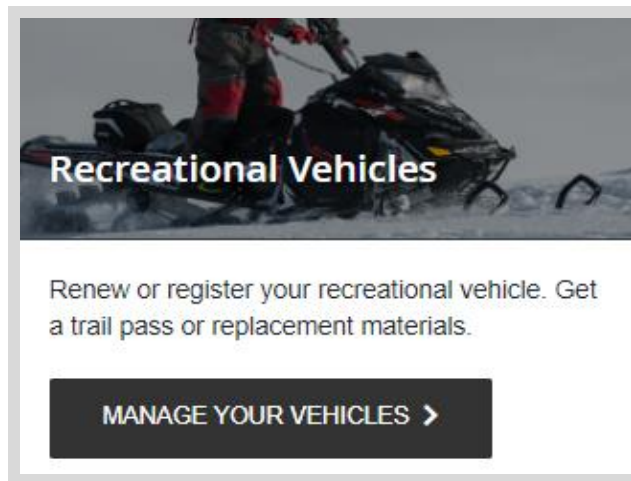 Recreational Vehicles
Renew or register your recreational vehicle. Get
a trail pass or replacement materials.
MANAGE YOUR VEHICLES